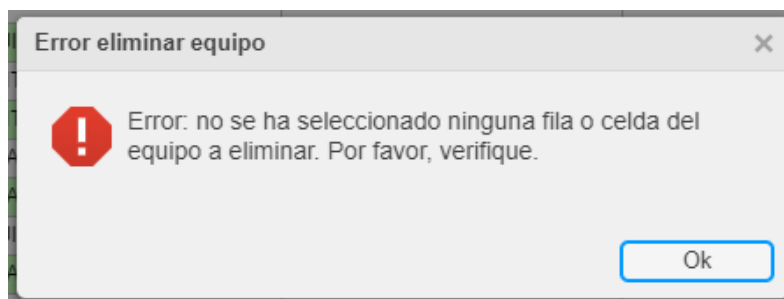 Error eliminar equipo
Error: no se ha seleccionado ninguna fila o celda del
equipo a eliminar. Por favor, verifique.
Ok